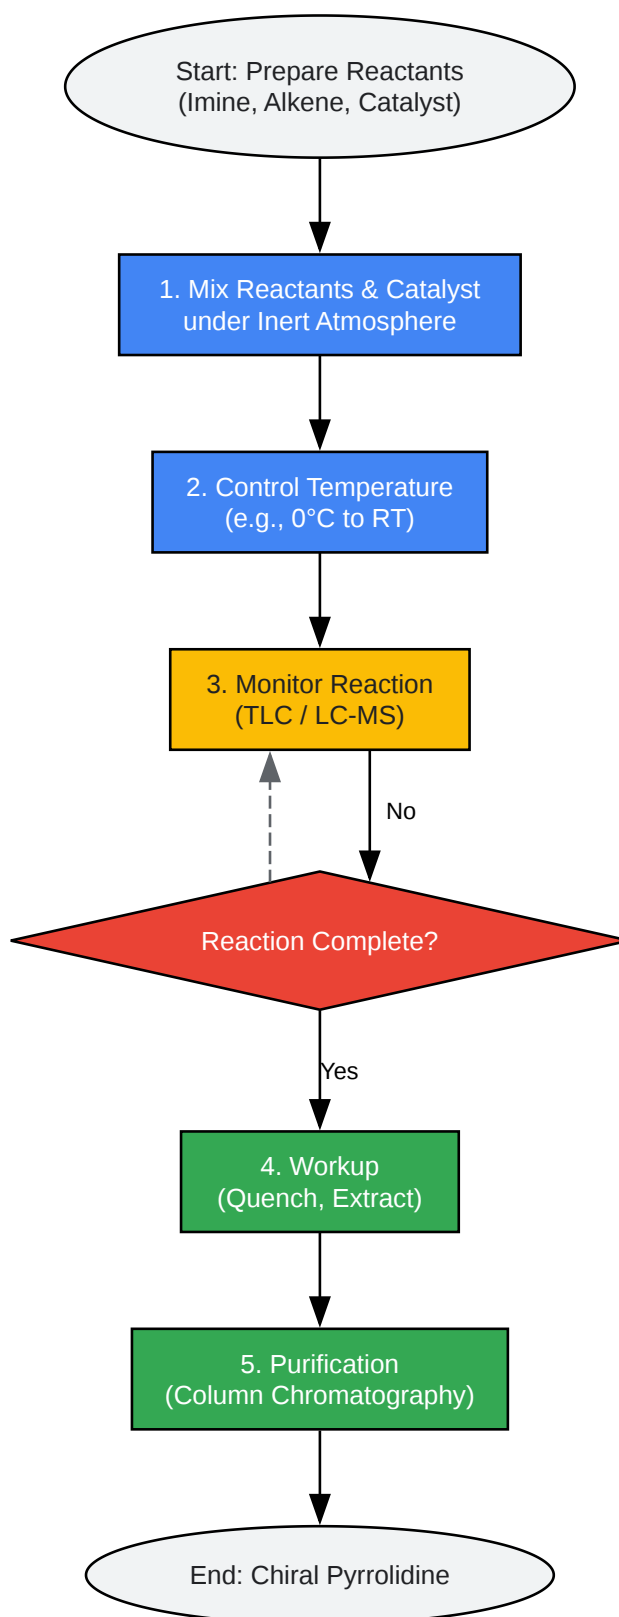 Start: Prepare Reactants
(Imine, Alkene, Catalyst)
1. Mix Reactants & Catalyst
under Inert Atmosphere
2. Control Temperature
(e.g., 0°C to RT)
3. Monitor Reaction
(TLC / LC-MS)
No
Reaction Complete?
Yes
4. Workup
(Quench, Extract)
5. Purification
(Column Chromatography)
End: Chiral Pyrrolidine